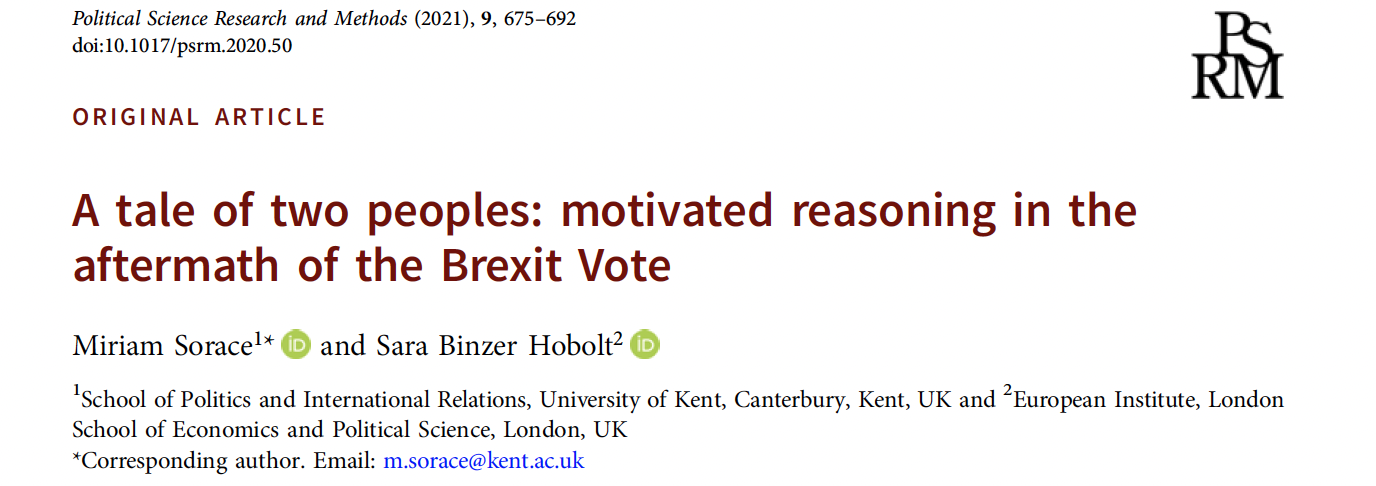 Political Science Research and Methods (2021), 9, 675–692
doi:10.1017/psrm.2020.50
PSRM
ORIGINAL ARTICLE
A tale of two peoples: motivated reasoning in the
aftermath of the Brexit Vote
Miriam Sorace¹* iD and Sara Binzer Hobolt² iD
¹School of Politics and International Relations, University of Kent, Canterbury, Kent, UK and ²European Institute, London
School of Economics and Political Science, London, UK
*Corresponding author. Email: m.sorace@kent.ac.uk